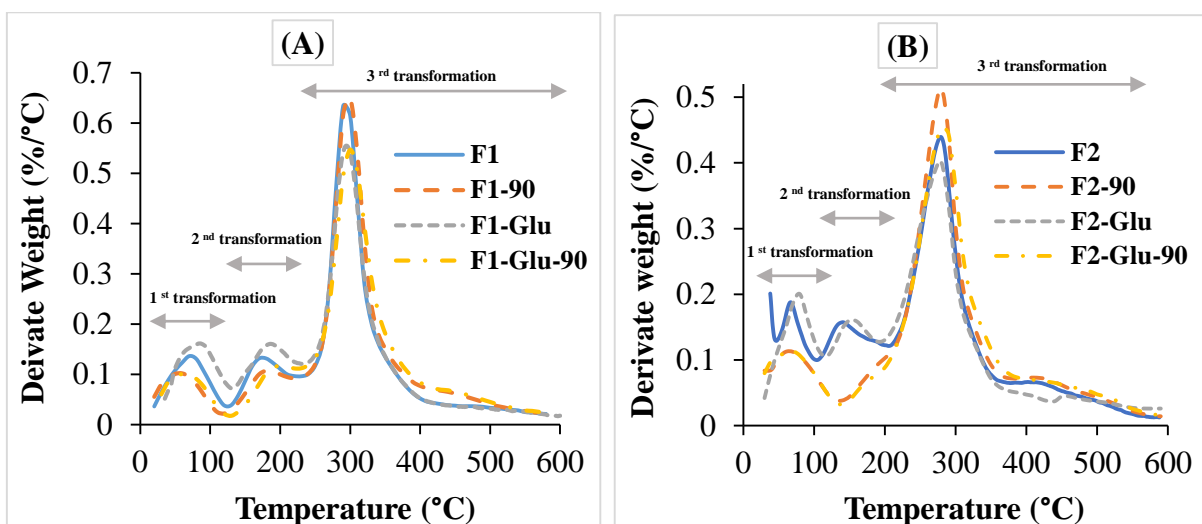 (A)
Deivate Weight (%/°C)
0.7
0.6
0.5
0.4
0.3
0.2
0.1
0
3 rd transformation
2 nd transformation
1 st transformation
F1
F1-90
F1-Glu
F1-Glu-90
0 100 200 300 400 500 600
Temperature (°C)
(B)
Derivate weight (%/°C)
0.5
0.4
0.3
0.2
0.1
0
3 rd transformation
2 nd transformation
1 st transformation
F2
F2-90
F2-Glu
F2-Glu-90
0 100 200 300 400 500 600
Temperature (°C)